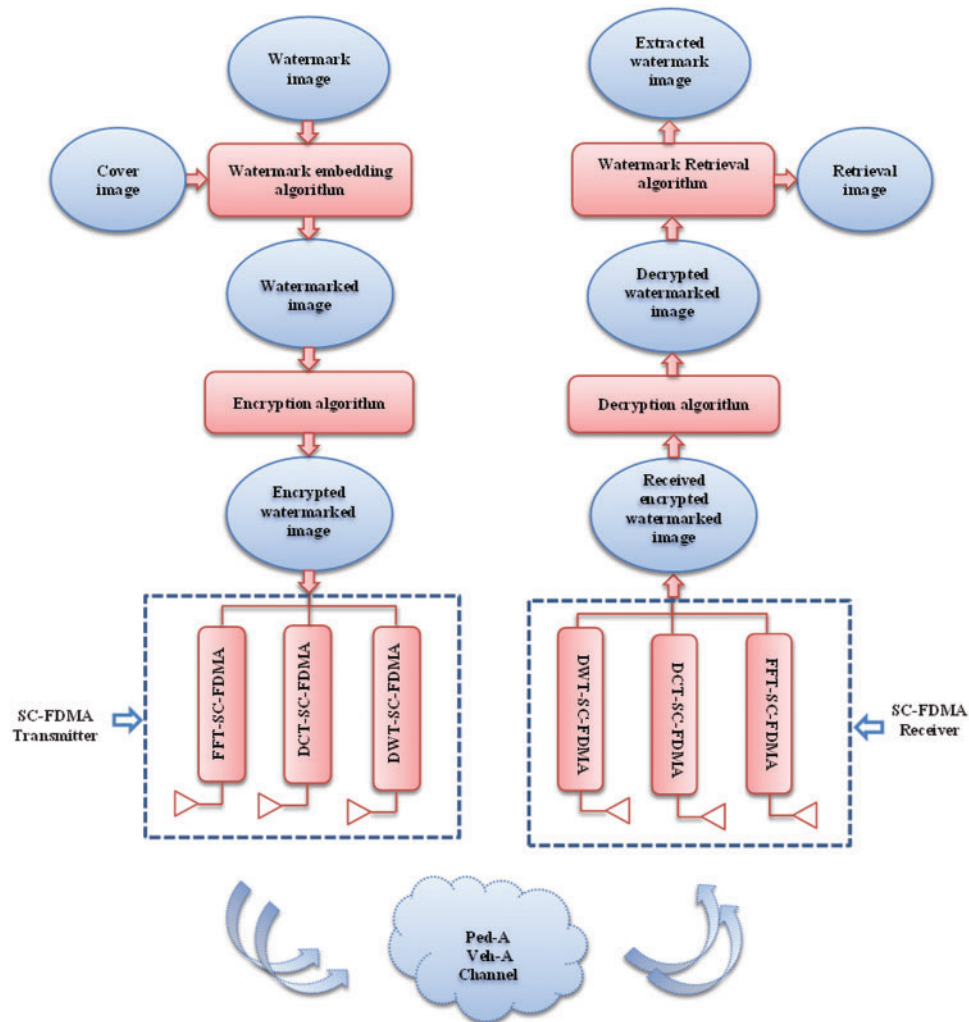 Watermark
image
Cover
image
Watermark embedding
algorithm
Watermarked
image
Encryption algorithm
Encrypted
watermarked
image
FFT-SC-FDMA
DCT-SC-FDMA
DWT-SC-FDMA
SC-FDMA
Transmitter
Ped-A
Veh-A
Channel
Extracted
watermark
image
Watermark Retrieval
algorithm
Retrieval
image
Decrypted
watermarked
image
Decryption algorithm
Received
encrypted
watermarked
image
DWT-SC-FDMA
DCT-SC-FDMA
FFT-SC-FDMA
SC-FDMA
Receiver